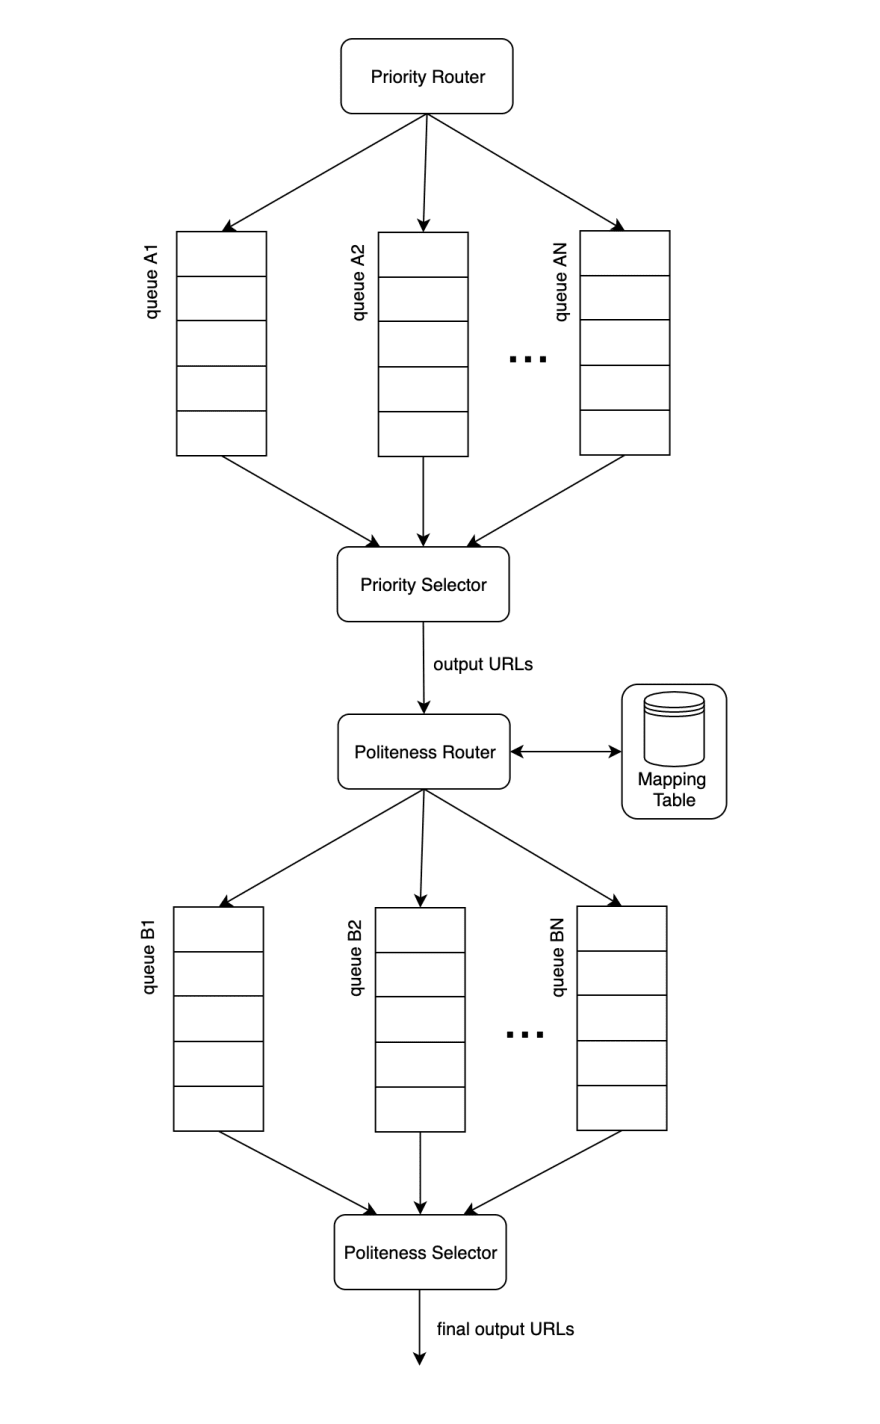 Priority Router
queue A1
queue A2
queue AN
...
Priority Selector
output URLs
Politeness Router
Mapping
Table
queue B1
queue B2
queue BN
...
Politeness Selector
final output URLs